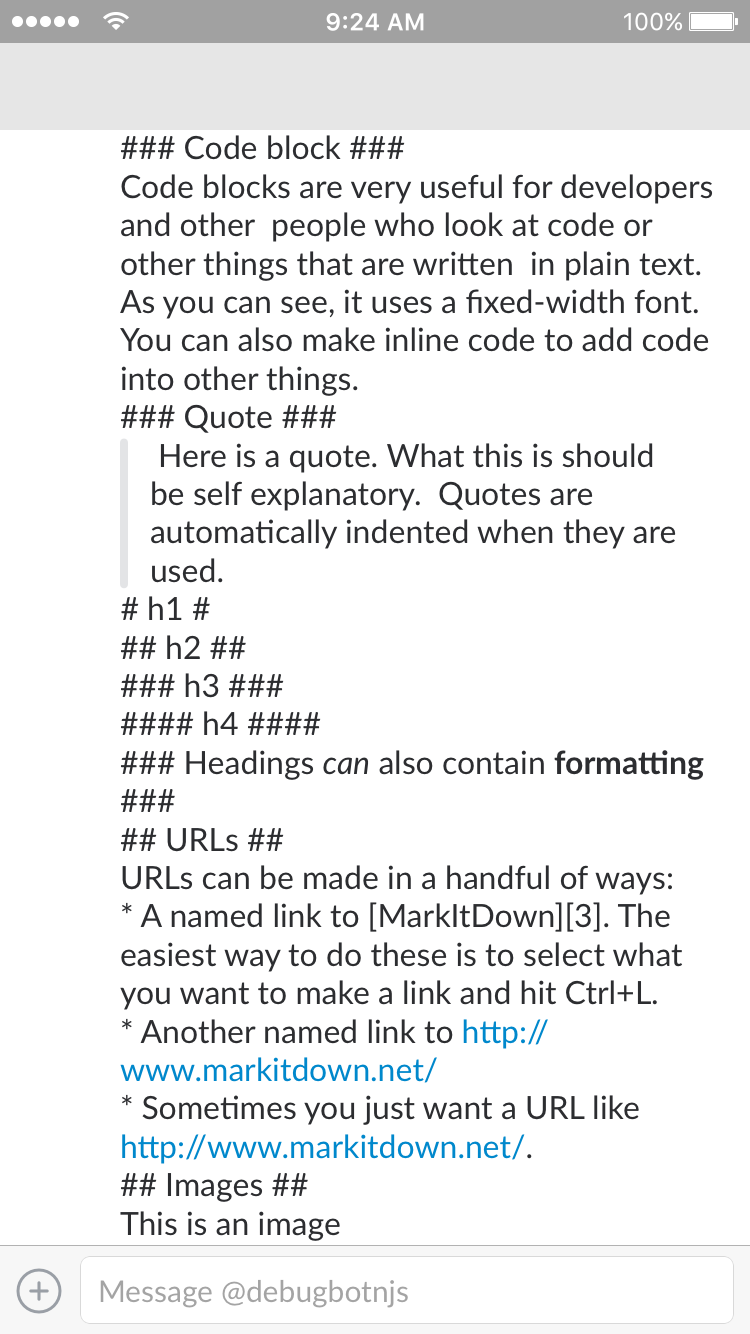 9:24 AM 100%
### Code block ###
Code blocks are very useful for developers
and other  people who look at code or
other things that are written  in plain text.
As you can see, it uses a fixed-width font.
You can also make inline code to add code
into other things.
### Quote ###
Here is a quote. What this is should
be self explanatory.  Quotes are
automatically indented when they are
used.
# h1 #
## h2 ##
### h3 ###
#### h4 ####
### Headings can also contain formatting
###
## URLs ##
URLs can be made in a handful of ways:
* A named link to [MarkItDown][3]. The
easiest way to do these is to select what
you want to make a link and hit Ctrl+L.
* Another named link to http://
www.markitdown.net/
* Sometimes you just want a URL like
http://www.markitdown.net/.
## Images ##
This is an image
Message @debugbotnjs